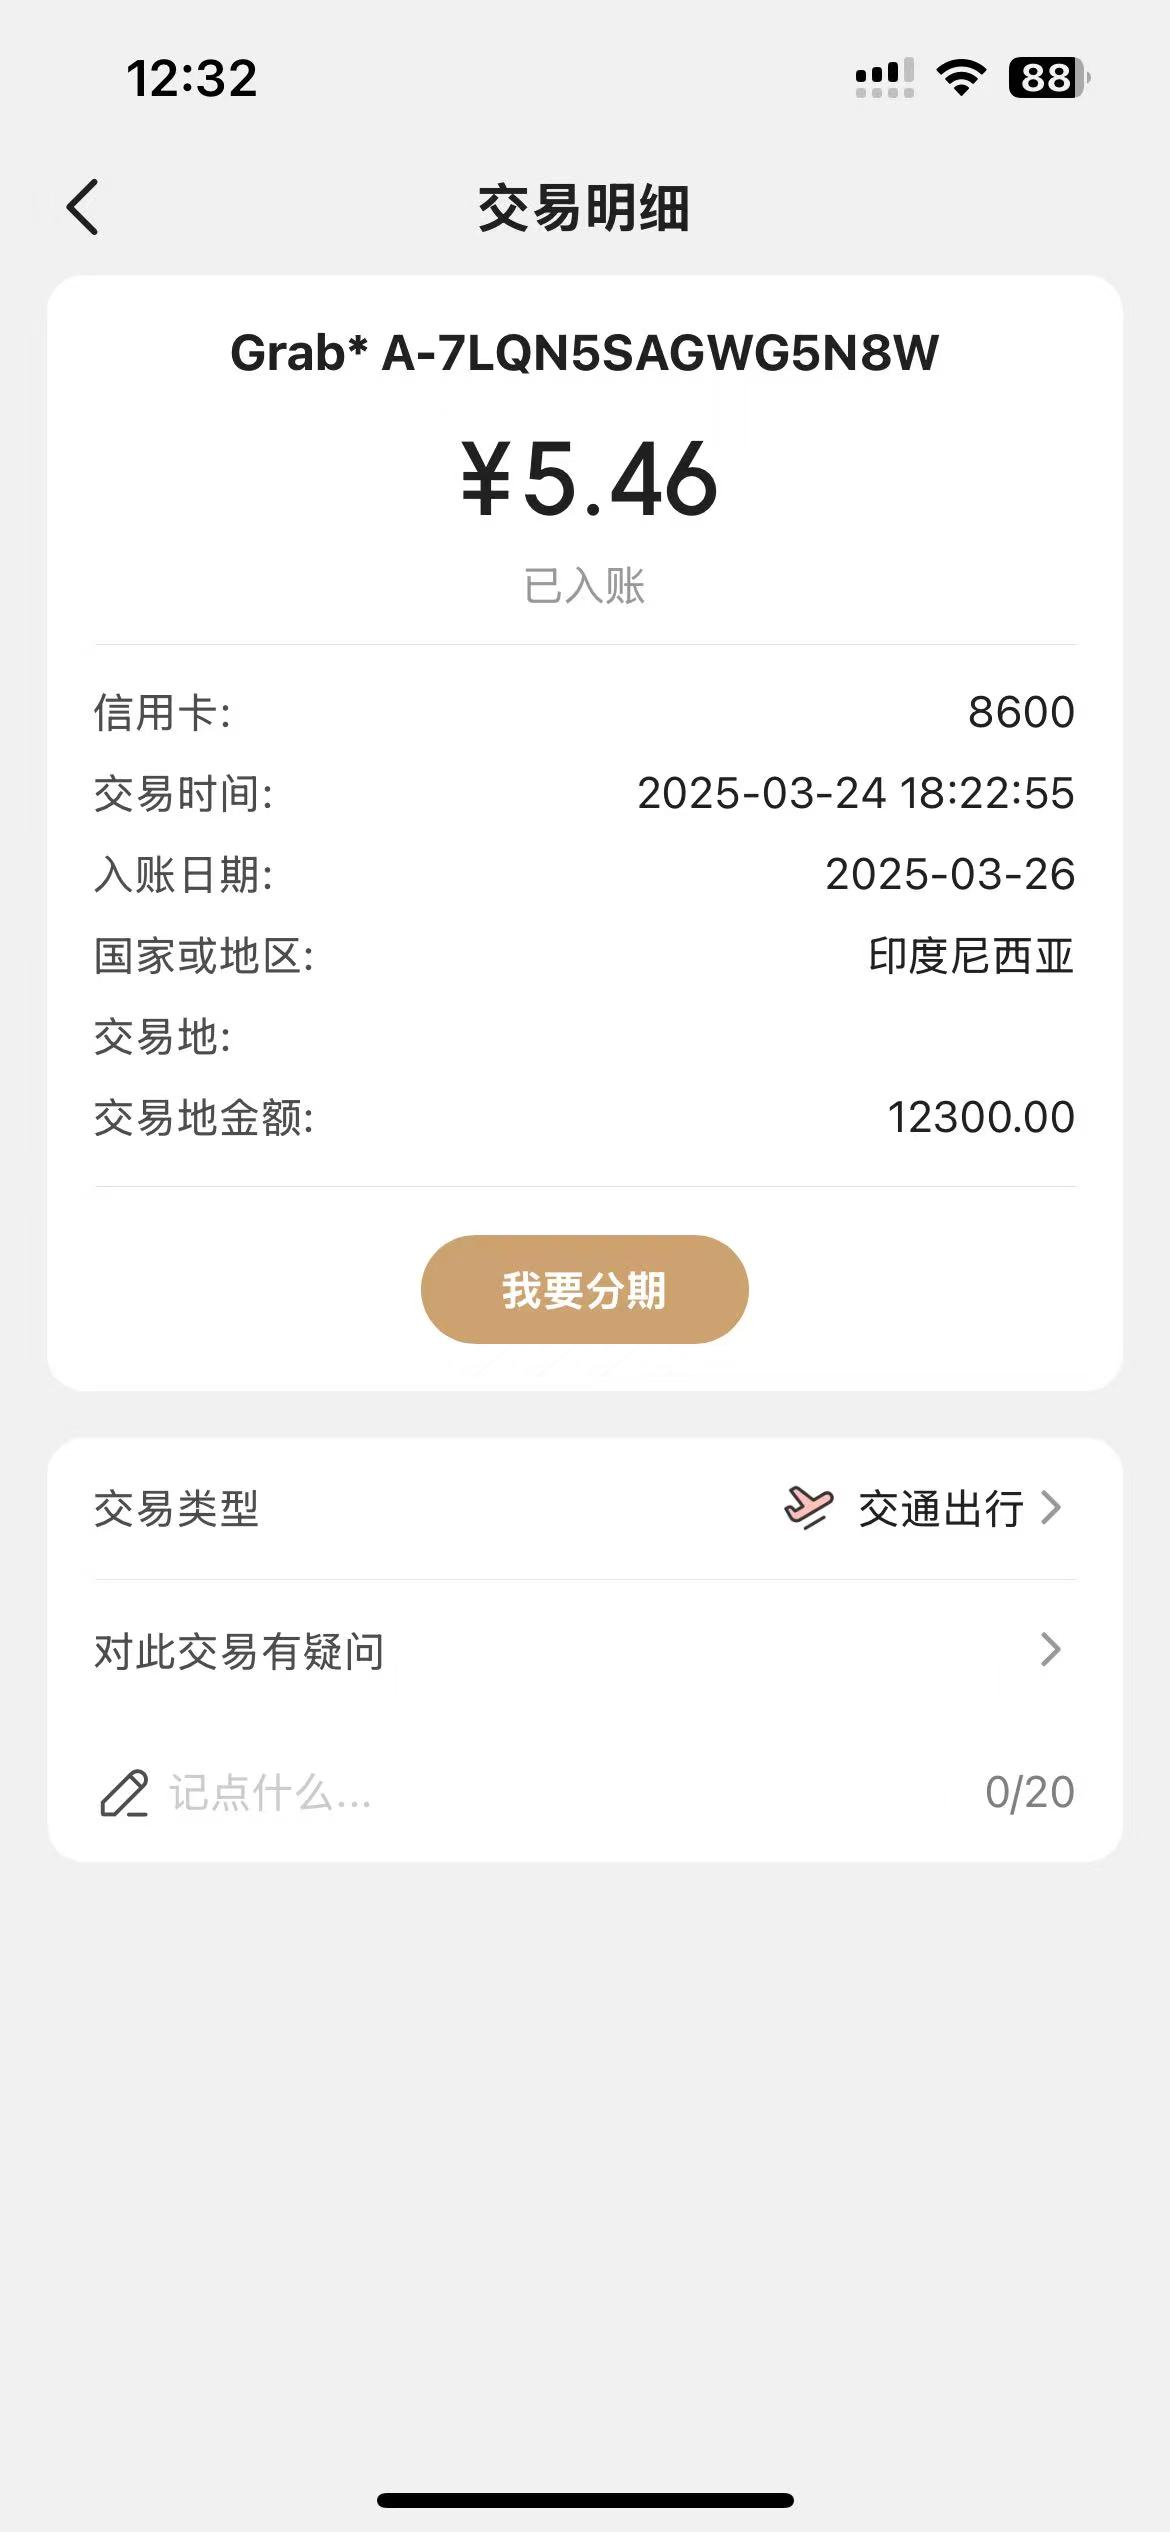 12:32
88
交易明细
Grab* A-7LQN5SAGWG5N8W
¥5.46
已入账
信用卡: 8600
交易时间: 2025-03-24 18:22:55
入账日期: 2025-03-26
国家或地区: 印度尼西亚
交易地:
交易地金额: 12300.00
我要分期
交易类型 交通出行
对此交易有疑问
记点什么... 0/20